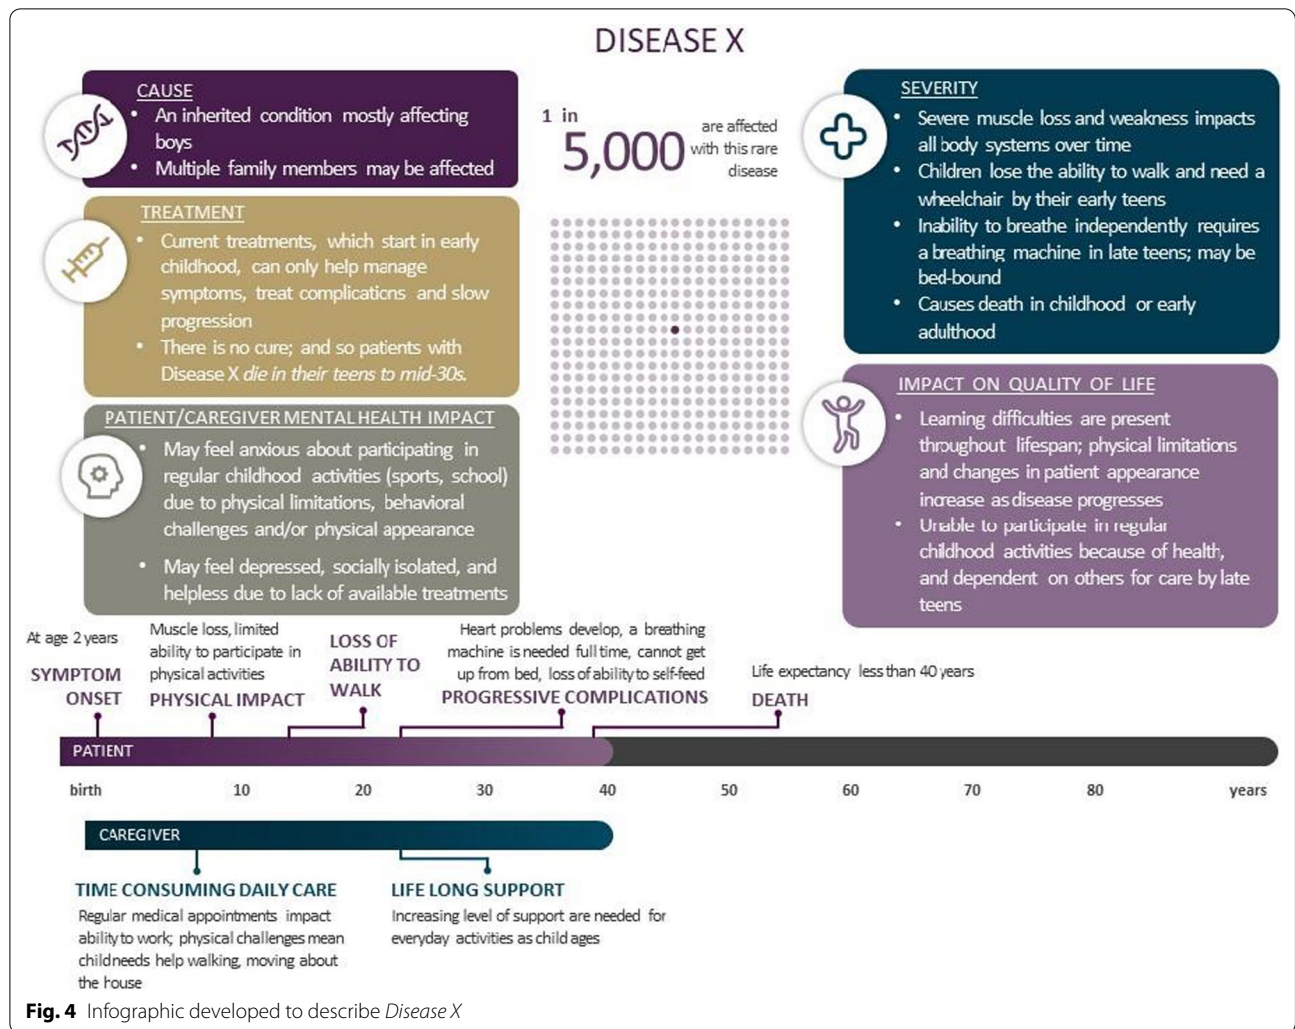 DISEASE X
CAUSE
• An inherited condition mostly affecting
boys
• Multiple family members may be affected
TREATMENT
• Current treatments, which start in early
childhood, can only help manage
symptoms, treat complications and slow
progression
• There is no cure; and so patients with
Disease X die in their teens to mid-30s.
PATIENT/CAREGIVER MENTAL HEALTH IMPACT
• May feel anxious about participating in
regular childhood activities (sports, school)
due to physical limitations, behavioral
challenges and/or physical appearance
• May feel depressed, socially isolated, and
helpless due to lack of available treatments
1 in
5,000
are affected
with this rare
disease
SEVERITY
• Severe muscle loss and weakness impacts
all body systems over time
• Children lose the ability to walk and need a
wheelchair by their early teens
• Inability to breathe independently requires
a breathing machine in late teens; may be
bed-bound
• Causes death in childhood or early
adulthood
IMPACT ON QUALITY OF LIFE
• Learning difficulties are present
throughout lifespan; physical limitations
and changes in patient appearance
increase as disease progresses
• Unable to participate in regular
childhood activities because of health,
and dependent on others for care by late
teens
At age 2 years
SYMPTOM
ONSET
Muscle loss, limited
ability to participate in
physical activities
PHYSICAL IMPACT
LOSS OF
ABILITY TO
WALK
Heart problems develop, a breathing
machine is needed full time, cannot get
up from bed, loss of ability to self-feed
PROGRESSIVE COMPLICATIONS
Life expectancy less than 40 years
DEATH
PATIENT
birth 10 20 30 40 50 60 70 80 years
CAREGIVER
TIME CONSUMING DAILY CARE
Regular medical appointments impact
ability to work; physical challenges mean
child needs help walking, moving about
the house
LIFE LONG SUPPORT
Increasing level of support are needed for
everyday activities as child ages
Fig. 4 Infographic developed to describe Disease X